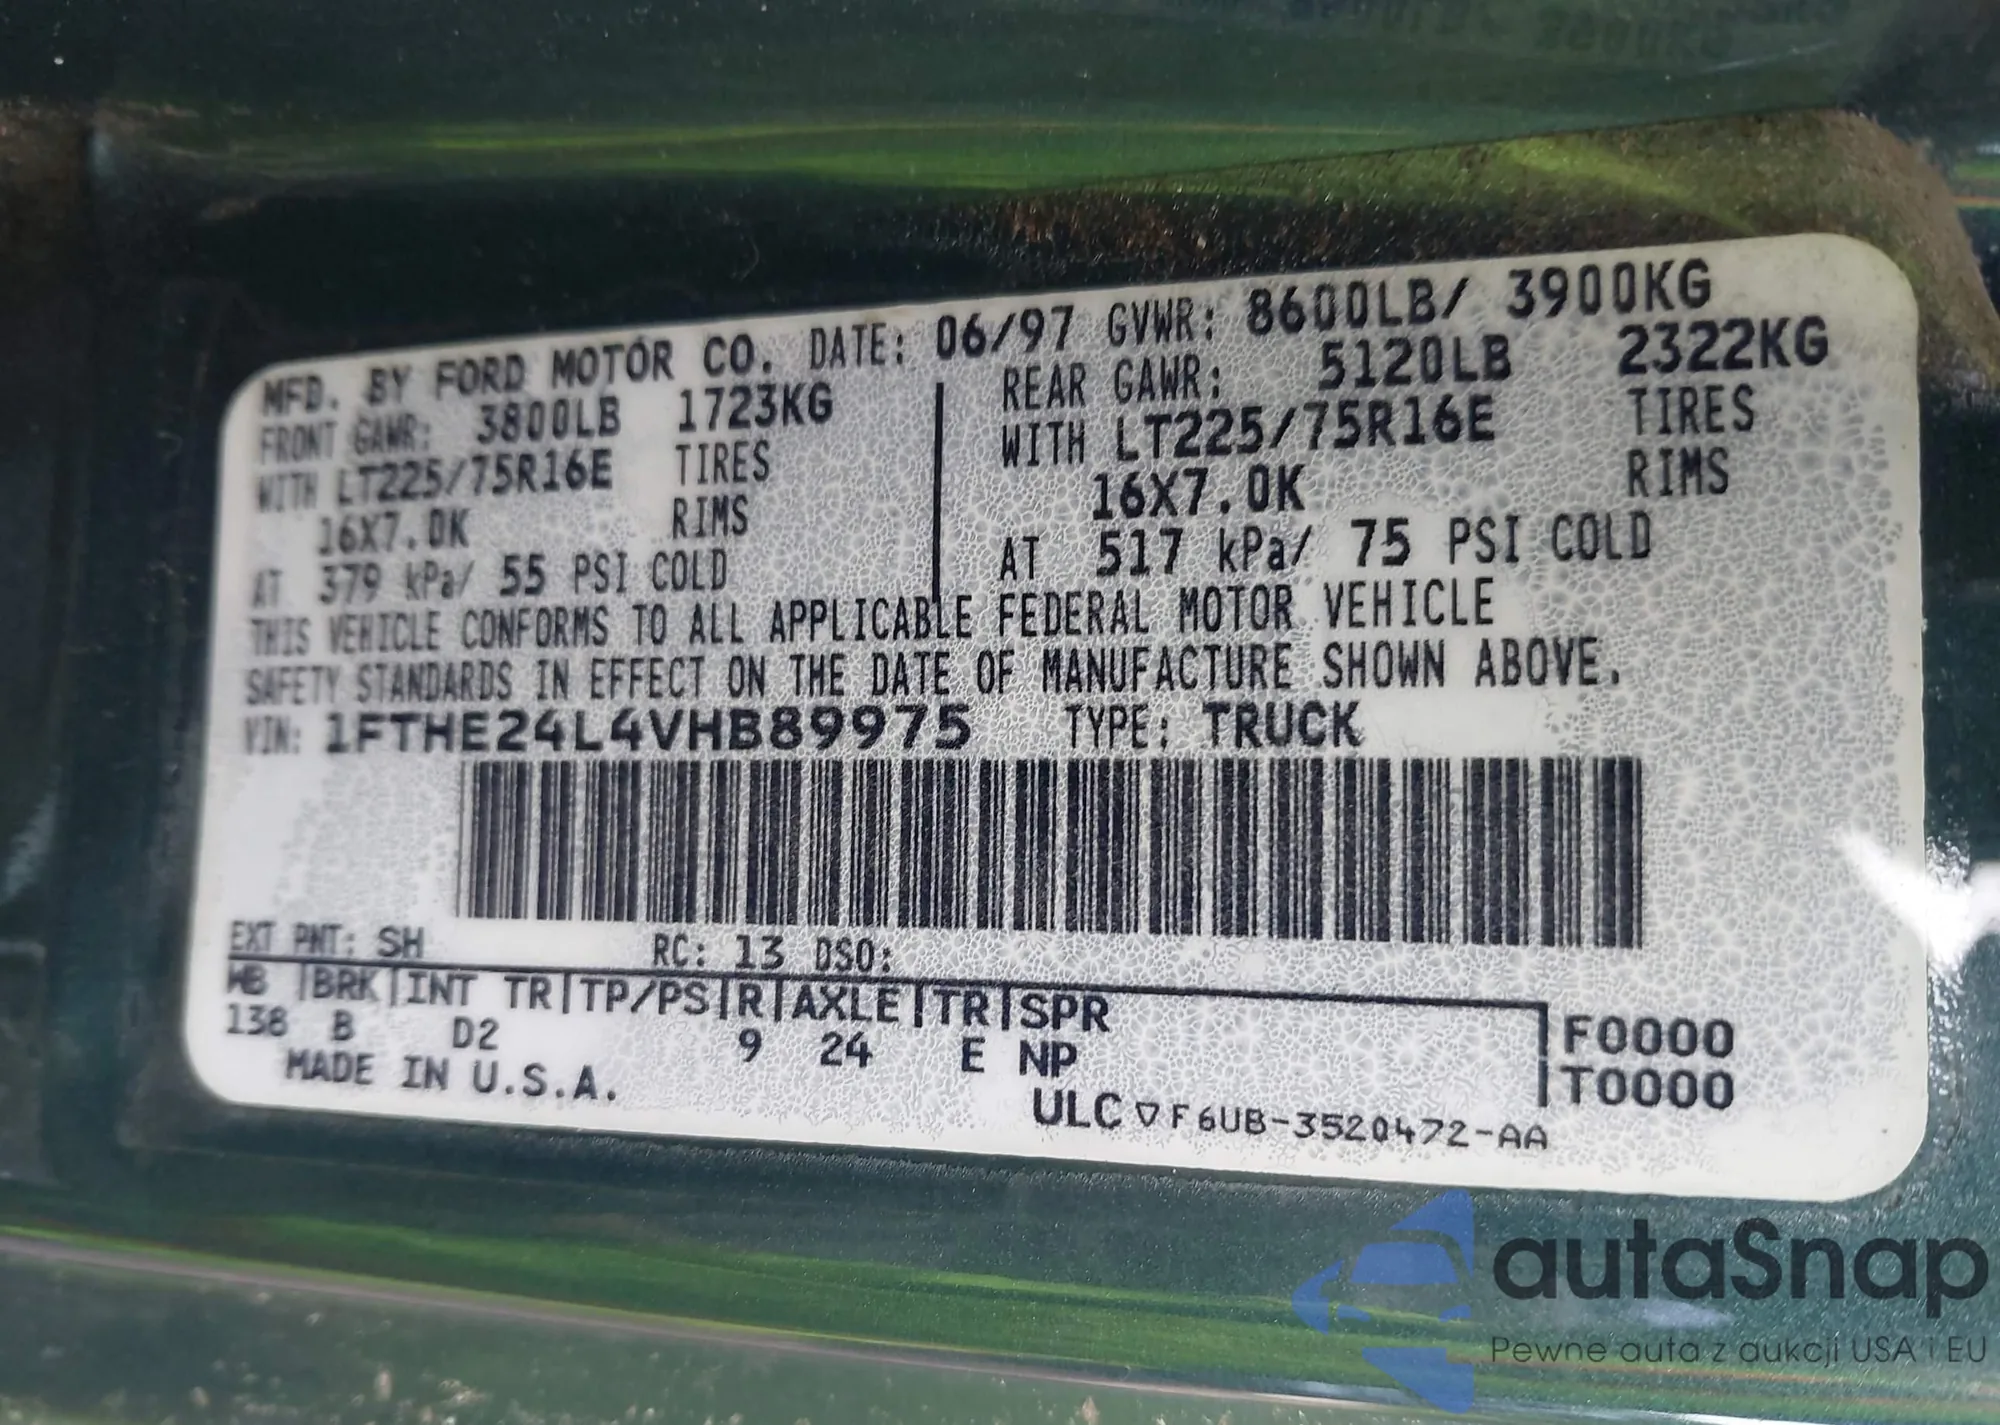 MFD. BY FORD MOTOR CO. DATE: 06/97 GVWR: 8600LB/ 3900KG
FRONT GAWR: 3800LB 1723KG
WITH LT225/75R16E TIRES
16X7.0K RIMS
AT 379 kPa/ 55 PSI COLD
REAR GAWR: 5120LB 2322KG
WITH LT225/75R16E TIRES
16X7.0K RIMS
AT 517 kPa/ 75 PSI COLD
THIS VEHICLE CONFORMS TO ALL APPLICABLE FEDERAL MOTOR VEHICLE
SAFETY STANDARDS IN EFFECT ON THE DATE OF MANUFACTURE SHOWN ABOVE.
VIN: 1FTHE24L4VHB89975 TYPE: TRUCK
EXT PNT: SH RC: 13 DSO:
WB |BRK|INT TR|TP/PS|R|AXLE|TR|SPR
138 B D2 9 24 E NP
F0000
T0000
MADE IN U.S.A.
ULC ▽ F6UB-3520472-AA
autaSnap
Pewne auta z aukcji USA i EU